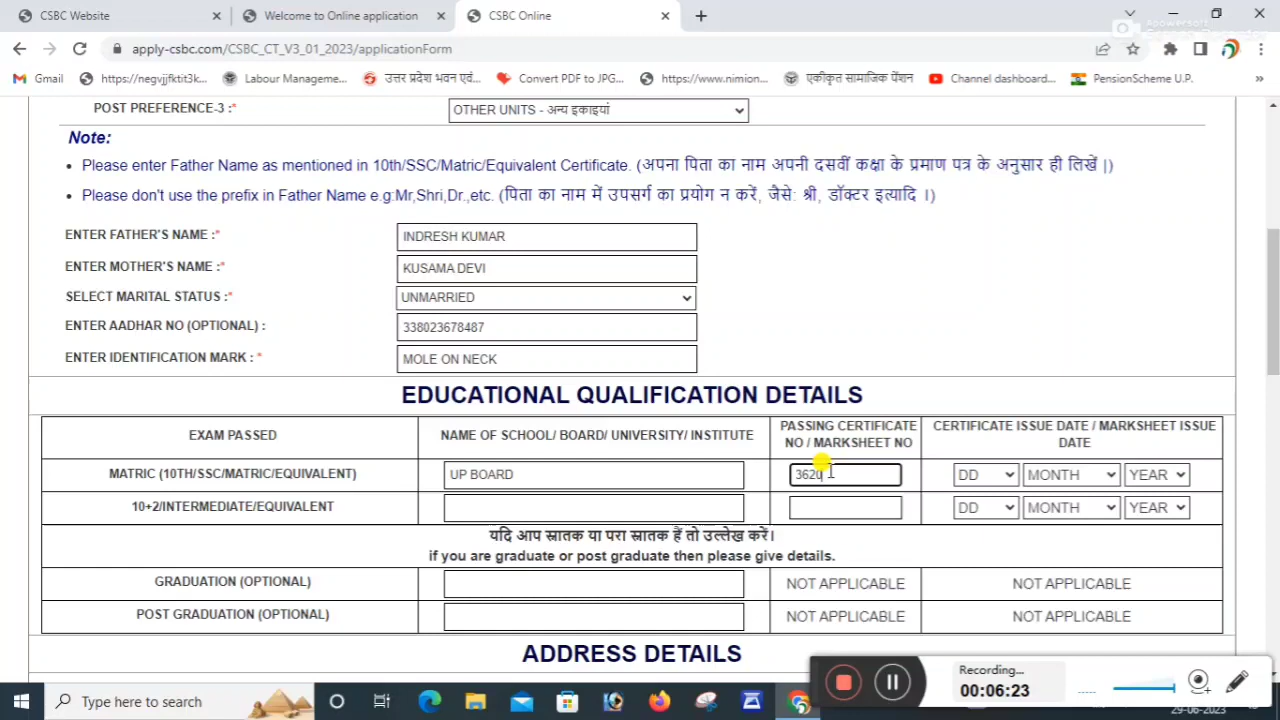 CSBC Website
Welcome to Online application
CSBC Online
apply-csbc.com/CSBC_CT_V3_01_2023/applicationForm
Gmail
https://negvjjfktit3k...
Labour Manageme...
उत्तर प्रदेश भवन एवं...
Convert PDF to JPG...
https://www.nimion...
एकीकृत सामाजिक पेंशन
Channel dashboard...
PensionScheme U.P.
POST PREFERENCE-3 :*
OTHER UNITS - अन्य इकाइयां
Note:
Please enter Father Name as mentioned in 10th/SSC/Matric/Equivalent Certificate. (अपना पिता का नाम अपनी दसवीं कक्षा के प्रमाण पत्र के अनुसार ही लिखें |)
Please don't use the prefix in Father Name e.g:Mr,Shri,Dr.,etc. (पिता का नाम में उपसर्ग का प्रयोग न करें, जैसे: श्री, डॉक्टर इत्यादि ।)
ENTER FATHER'S NAME :*
INDRESH KUMAR
ENTER MOTHER'S NAME :*
KUSAMA DEVI
SELECT MARITAL STATUS :*
UNMARRIED
ENTER AADHAR NO (OPTIONAL) :
338023678487
ENTER IDENTIFICATION MARK : *
MOLE ON NECK
EDUCATIONAL QUALIFICATION DETAILS
EXAM PASSED
NAME OF SCHOOL/ BOARD/ UNIVERSITY/ INSTITUTE
PASSING CERTIFICATE
NO / MARKSHEET NO
CERTIFICATE ISSUE DATE / MARKSHEET ISSUE
DATE
MATRIC (10TH/SSC/MATRIC/EQUIVALENT)
UP BOARD
3620
DD
MONTH
YEAR
10+2/INTERMEDIATE/EQUIVALENT
DD
MONTH
YEAR
यदि आप स्नातक या परा स्नातक हैं तो उल्लेख करें।
if you are graduate or post graduate then please give details.
GRADUATION (OPTIONAL)
NOT APPLICABLE
NOT APPLICABLE
POST GRADUATION (OPTIONAL)
NOT APPLICABLE
NOT APPLICABLE
ADDRESS DETAILS
Recording...
00:06:23
Type here to search
29-06-2023